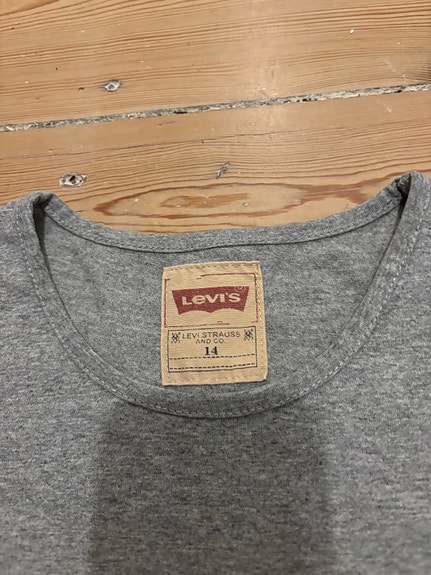 LEVI'S
®
LEVI STRAUSS
AND CO.
14